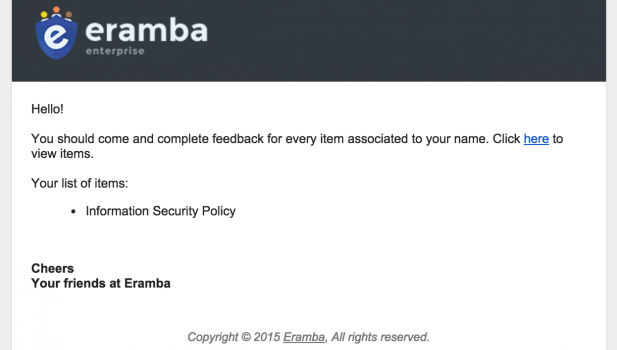 eramba
enterprise
Hello!
You should come and complete feedback for every item associated to your name. Click here to
view items.
Your list of items:
• Information Security Policy
Cheers
Your friends at Eramba
Copyright © 2015 Eramba, All rights reserved.